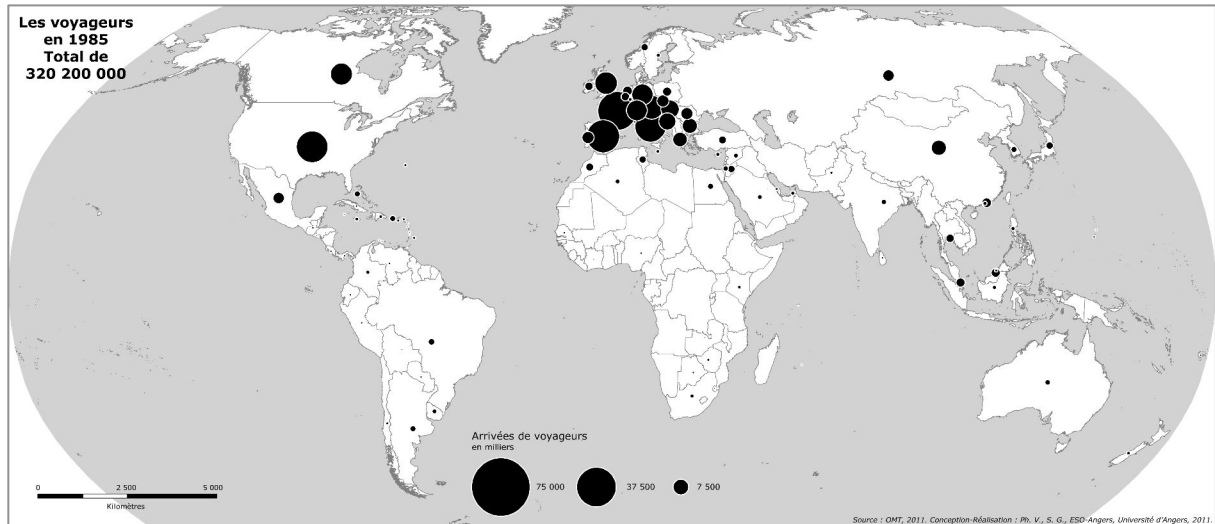 Les voyageurs
en 1985
Total de
320 200 000
Arrivées de voyageurs
en milliers
75 000
37 500
7 500
0
2 500
5 000
Kilomètres
Source : OMT, 2011. Conception-Réalisation : Ph. V., S. G., ESO-Angers, Université d'Angers, 2011.